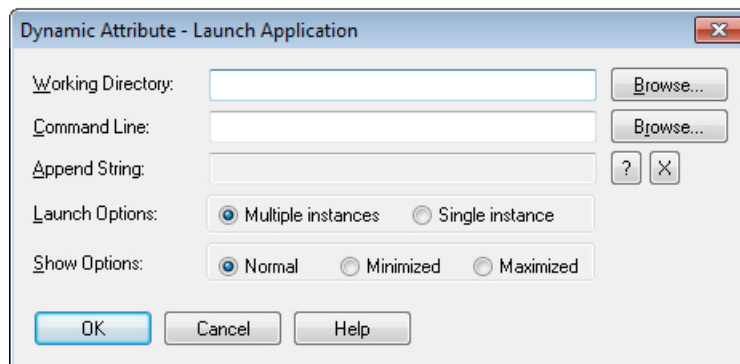 Dynamic Attribute - Launch Application
Working Directory: Browse...
Command Line: Browse...
Append String: ? X
Launch Options: Multiple instances Single instance
Show Options: Normal Minimized Maximized
OK Cancel Help